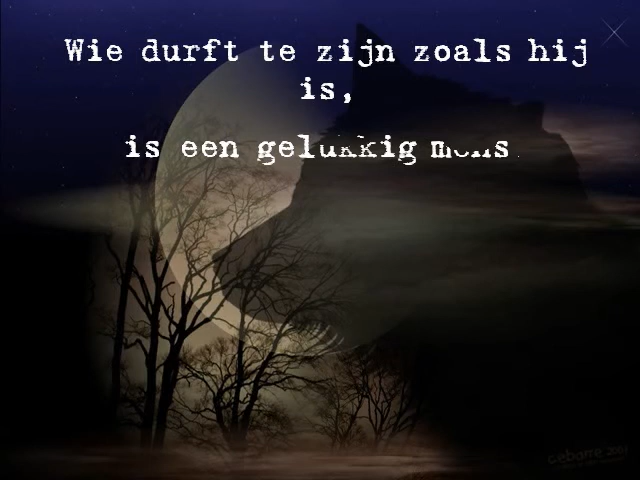 Wie durft te zijn zoals hij
is,
is een gelukkig mens